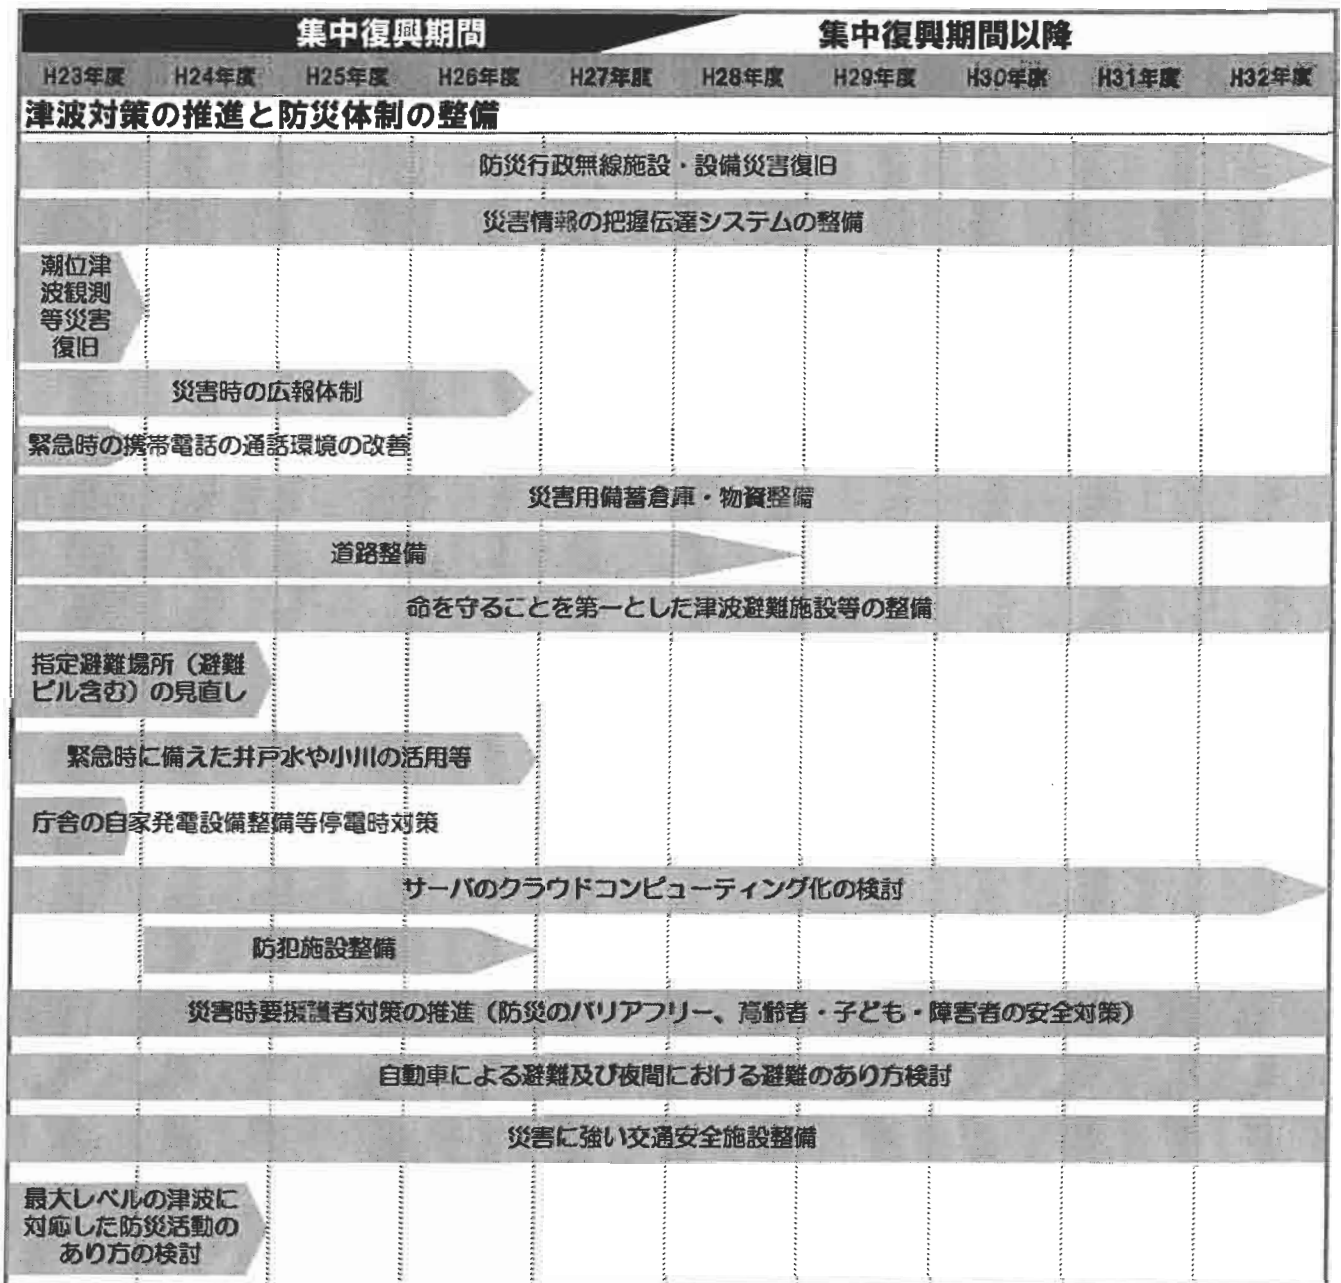 集中復興期間 集中復興期間以降
H23年度 H24年度 H25年度 H26年度 H27年度 H28年度 H29年度 H30年度 H31年度 H32年度
津波対策の推進と防災体制の整備
防災行政無線施設・設備災害復旧
災害情報の把握伝達システムの整備
潮位津
波観測
等災害
復旧
災害時の広報体制
緊急時の携帯電話の通話環境の改善
災害用備蓄倉庫・物資整備
道路整備
命を守ることを第一とした津波避難施設等の整備
指定避難場所（避難
ビル含む）の見直し
緊急時に備えた井戸水や小川の活用等
庁舎の自家発電設備整備等停電時対策
サーバのクラウドコンピューティング化の検討
防犯施設整備
災害時要援護者対策の推進（防災のバリアフリー、高齢者・子ども・障害者の安全対策）
自動車による避難及び夜間における避難のあり方検討
災害に強い交通安全施設整備
最大レベルの津波に
対応した防災活動の
あり方の検討